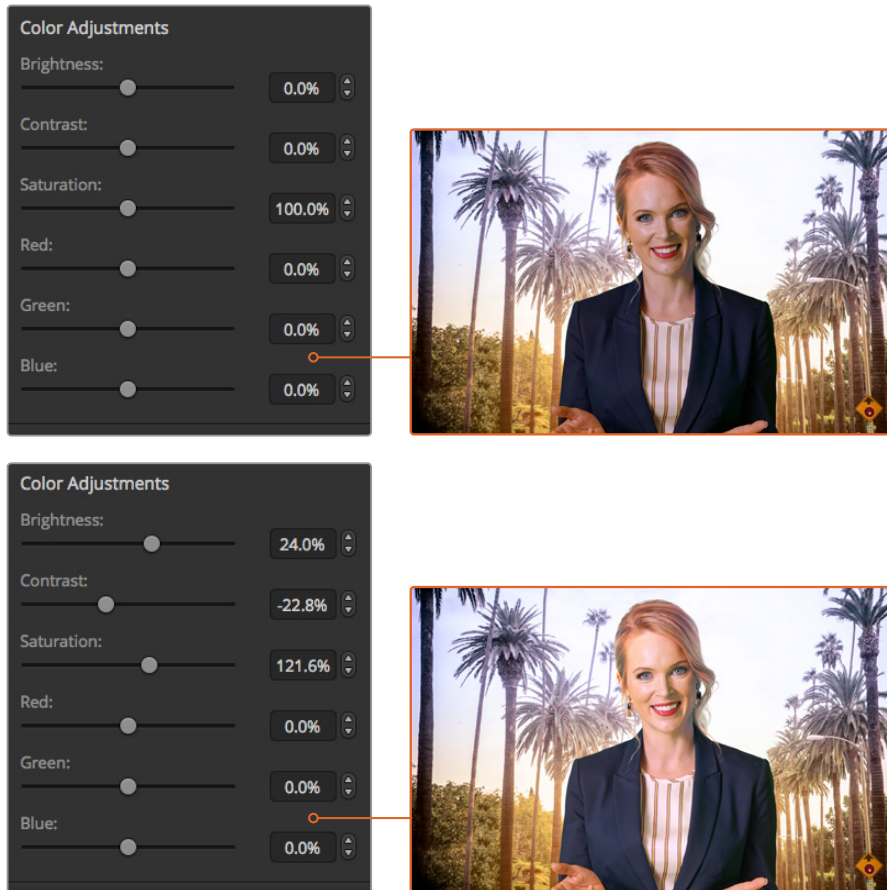 Color Adjustments
Brightness:
0.0%
Contrast:
0.0%
Saturation:
100.0%
Red:
0.0%
Green:
0.0%
Blue:
0.0%
Color Adjustments
Brightness:
24.0%
Contrast:
-22.8%
Saturation:
121.6%
Red:
0.0%
Green:
0.0%
Blue:
0.0%